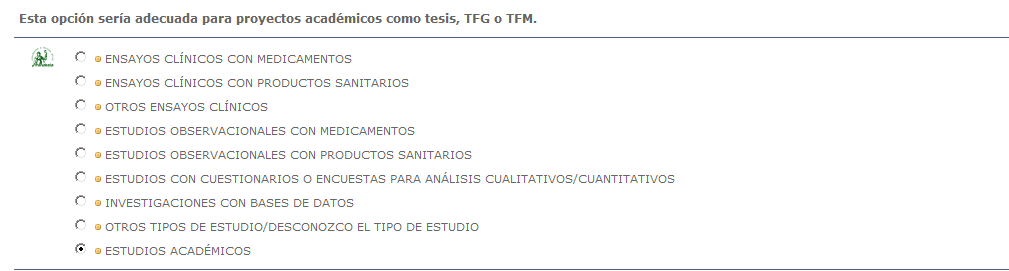 Esta opción sería adecuada para proyectos académicos como tesis, TFG o TFM.
ENSAYOS CLÍNICOS CON MEDICAMENTOS
ENSAYOS CLÍNICOS CON PRODUCTOS SANITARIOS
OTROS ENSAYOS CLÍNICOS
ESTUDIOS OBSERVACIONALES CON MEDICAMENTOS
ESTUDIOS OBSERVACIONALES CON PRODUCTOS SANITARIOS
ESTUDIOS CON CUESTIONARIOS O ENCUESTAS PARA ANÁLISIS CUALITATIVOS/CUANTITATIVOS
INVESTIGACIONES CON BASES DE DATOS
OTROS TIPOS DE ESTUDIO/DESCONOZCO EL TIPO DE ESTUDIO
ESTUDIOS ACADÉMICOS